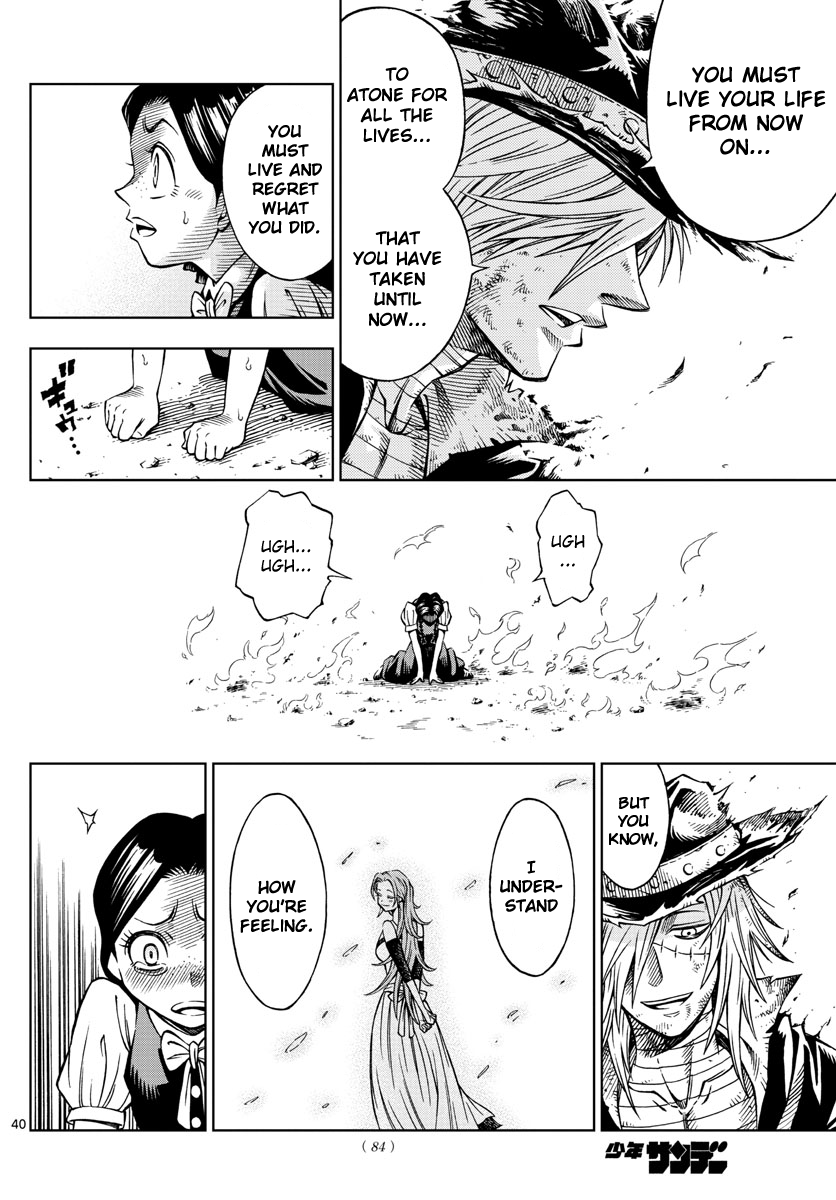 YOU MUST
LIVE YOUR LIFE
FROM NOW
ON...
TO
ATONE FOR
ALL THE
LIVES...
THAT
YOU HAVE
TAKEN
UNTIL
NOW...
YOU
MUST
LIVE AND
REGRET
WHAT
YOU DID.
ギュウ…
UGH
...
UGH...
UGH...
BUT
YOU
KNOW,
I
UNDER-
STAND
HOW
YOU'RE
FEELING.
40
( 84 )
少年サンデー